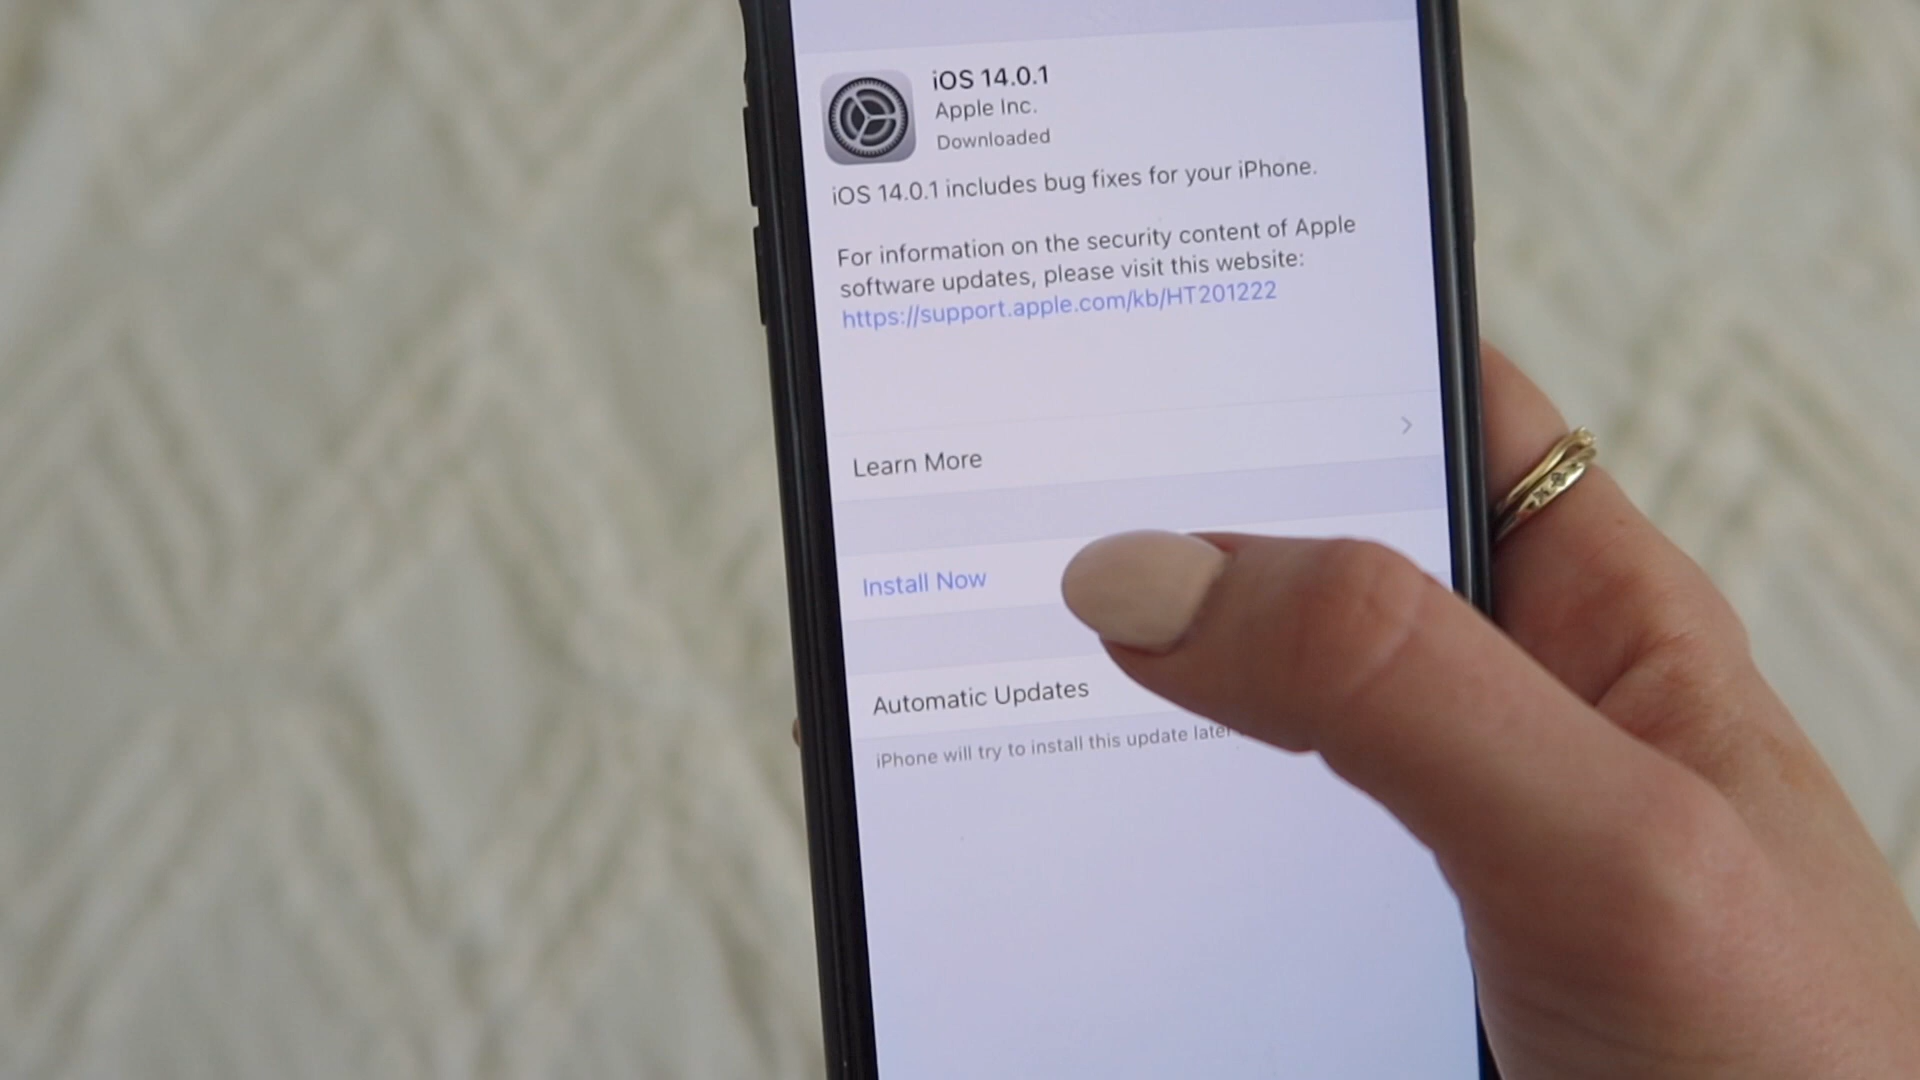 iOS 14.0.1
Apple Inc.
Downloaded
iOS 14.0.1 includes bug fixes for your iPhone.
For information on the security content of Apple
software updates, please visit this website:
https://support.apple.com/kb/HT201222
Learn More
Install Now
Automatic Updates
iPhone will try to install this update later